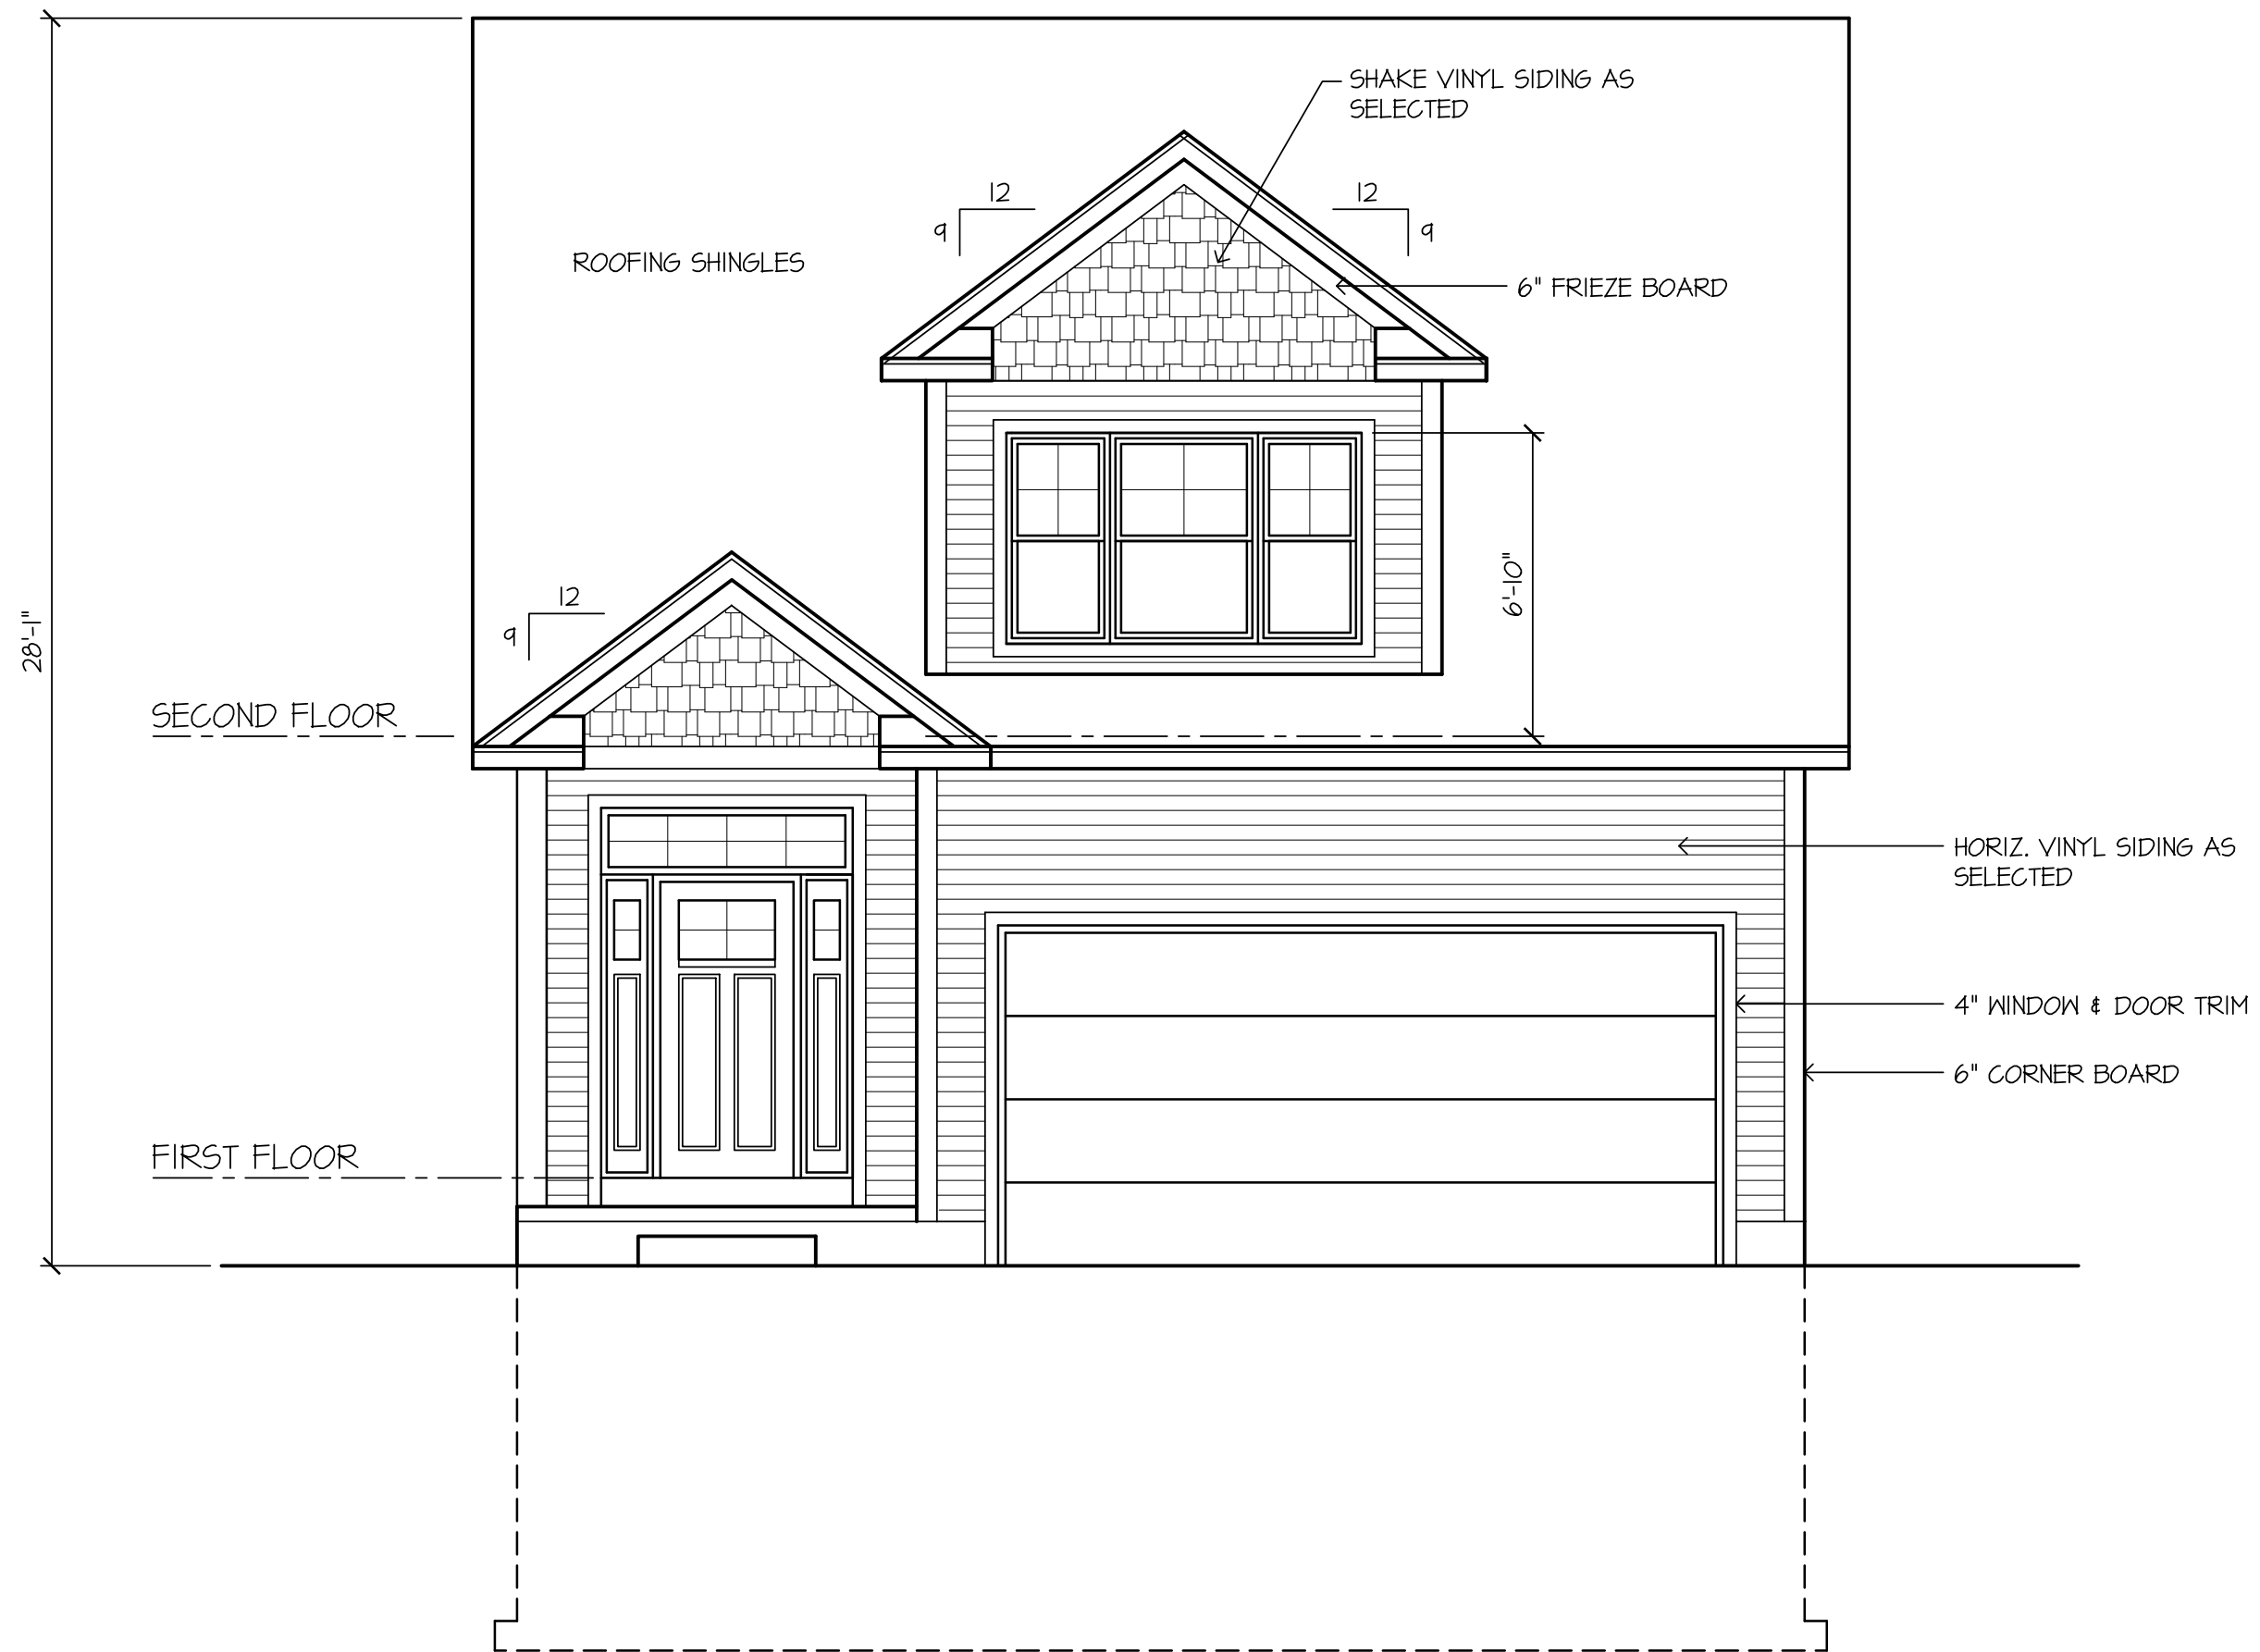 SHAKE VINYL SIDING AS
SELECTED
12
12
9
9
ROOFING SHINGLES
6" FRIEZE BOARD
6'-10"
12
9
28'-1"
SECOND FLOOR
HORIZ. VINYL SIDING AS
SELECTED
4" WINDOW & DOOR TRIM
6" CORNER BOARD
FIRST FLOOR